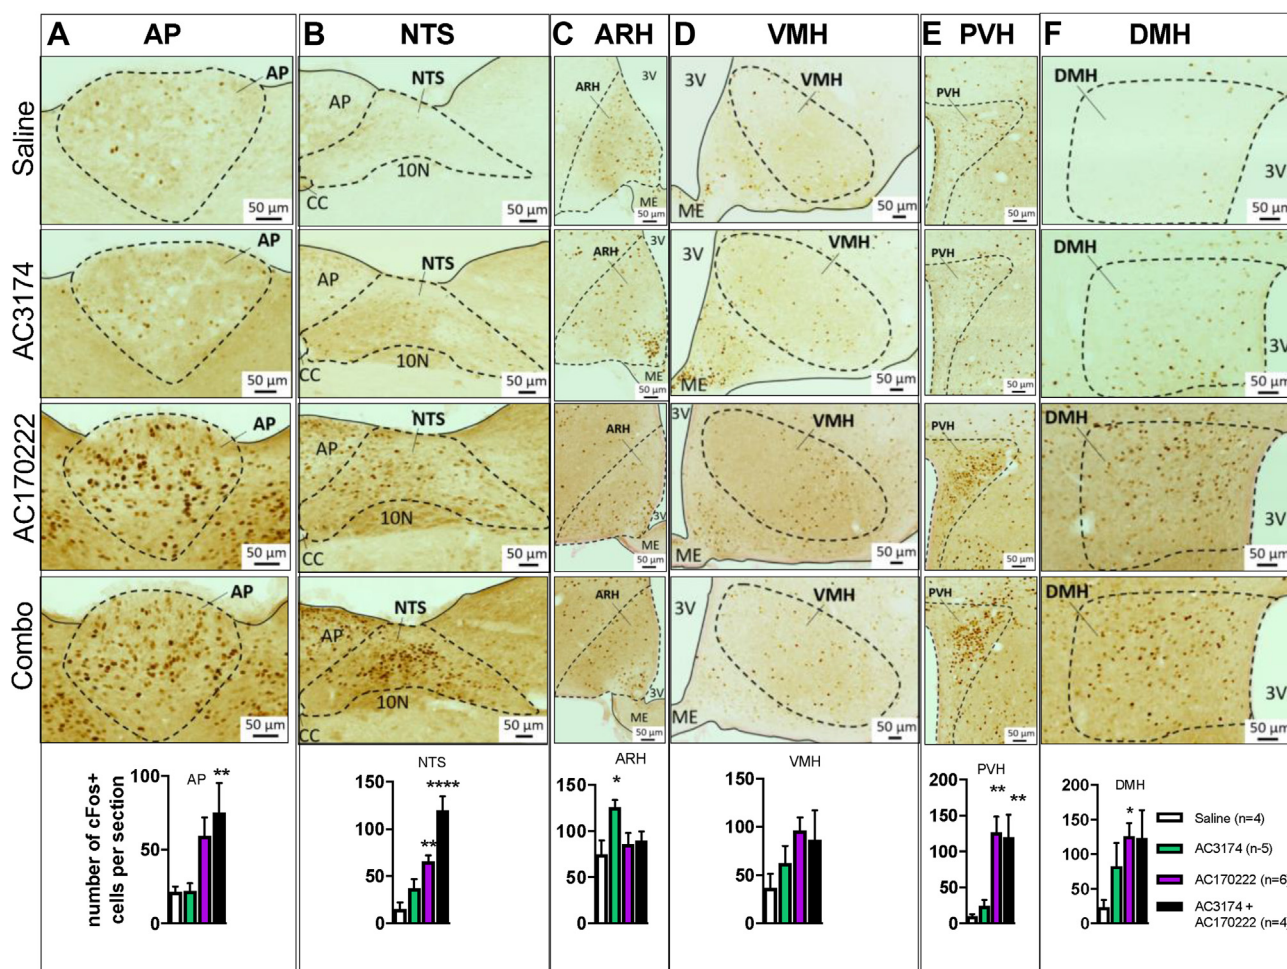 A AP B NTS C ARH D VMH E PVH F DMH
Saline
AP
50 µm
AP
NTS
10N
CC
50 µm
ARH
3V
ME
50 µm
3V
VMH
ME
50 µm
PVH
50 µm
DMH
3V
50 µm
AC3174
AP
50 µm
AP
NTS
10N
CC
50 µm
ARH
3V
ME
50 µm
3V
VMH
ME
50 µm
PVH
50 µm
DMH
3V
50 µm
AC170222
AP
50 µm
AP
NTS
10N
CC
50 µm
ARH
3V
ME
50 µm
3V
VMH
ME
50 µm
PVH
50 µm
DMH
3V
50 µm
Combo
AP
50 µm
AP
NTS
10N
CC
50 µm
ARH
3V
ME
50 µm
3V
VMH
ME
50 µm
PVH
50 µm
DMH
3V
50 µm
number of cFos+
cells per section
AP
**
100
50
0
NTS
****
**
150
100
50
0
ARH
*
150
100
50
0
VMH
150
100
50
0
PVH
**
**
200
150
100
50
0
DMH
*
200
150
100
50
0
Saline (n=4)
AC3174 (n-5)
AC170222 (n=6
AC3174 +
AC170222 (n=4